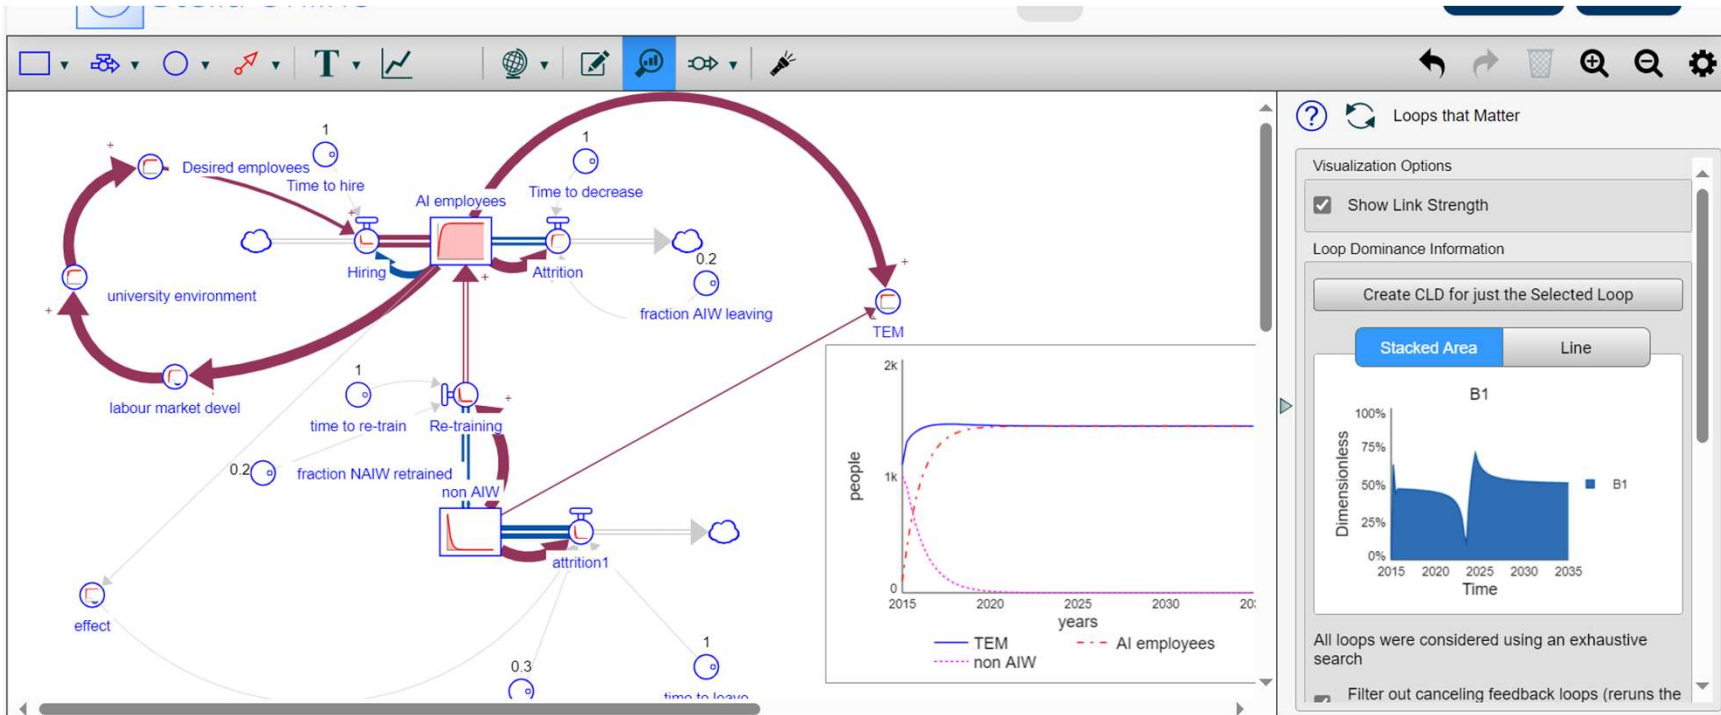 T
Loops that Matter
Visualization Options
Show Link Strength
Loop Dominance Information
Create CLD for just the Selected Loop
Stacked Area
Line
B1
100%
75%
50%
25%
0%
Dimensionless
B1
2015 2020 2025 2030 2035
Time
All loops were considered using an exhaustive
search
Filter out canceling feedback loops (reruns the
+
1
Desired employees
Time to hire
+
AI employees
1
Time to decrease
Hiring
Attrition
+
0.2
fraction AIW leaving
+
TEM
university environment
+
labour market devel
1
time to re-train
Re-training
+
0.2
fraction NAIW retrained
non AIW
attrition1
effect
0.3
1
2k
1k
0
people
2015 2020 2025 2030
years
TEM
AI employees
non AIW